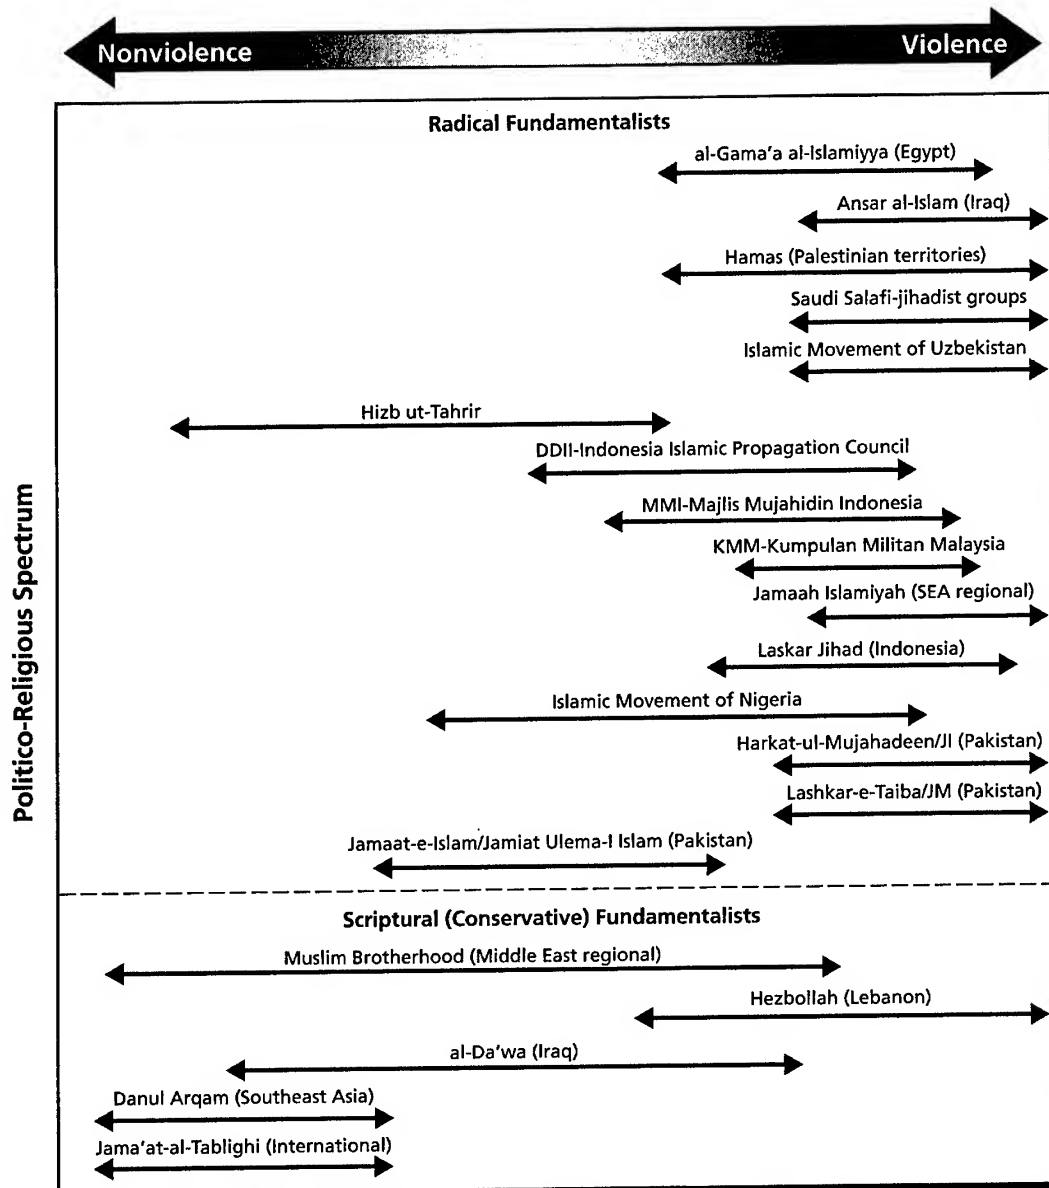 Nonviolence Violence
Radical Fundamentalists
al-Gama'a al-Islamiyya (Egypt)
Ansar al-Islam (Iraq)
Hamas (Palestinian territories)
Saudi Salafi-jihadist groups
Islamic Movement of Uzbekistan
Hizb ut-Tahrir
DDII-Indonesia Islamic Propagation Council
MMI-Majlis Mujahidin Indonesia
KMM-Kumpulan Militan Malaysia
Jamaah Islamiyah (SEA regional)
Laskar Jihad (Indonesia)
Islamic Movement of Nigeria
Harkat-ul-Mujahadeen/JI (Pakistan)
Lashkar-e-Taiba/JM (Pakistan)
Jamaat-e-Islam/Jamiat Ulema-I Islam (Pakistan)
Politico-Religious Spectrum
Scriptural (Conservative) Fundamentalists
Muslim Brotherhood (Middle East regional)
Hezbollah (Lebanon)
al-Da'wa (Iraq)
Danul Arqam (Southeast Asia)
Jama'at-al-Tablighi (International)